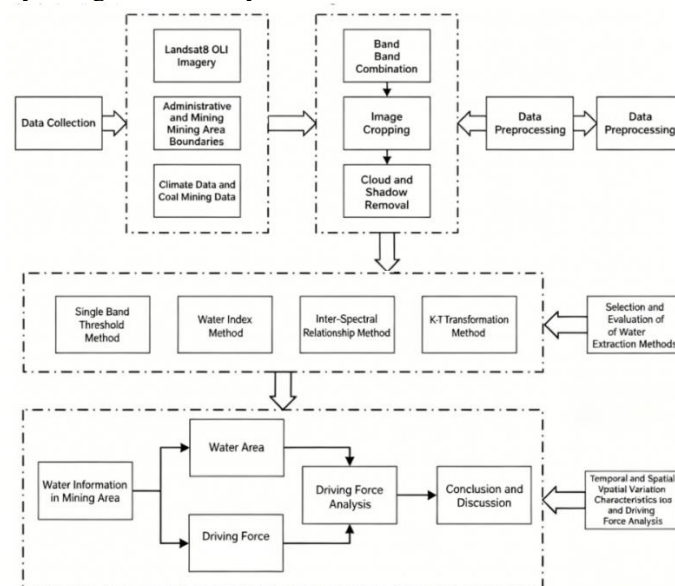 Landsat8 OLI
Imagery
Band
Band
Combination
Data Collection
Administrative
and Mining
Mining Area
Boundaries
Image
Cropping
Data
Preprocessing
Data
Preprocessing
Climate Data and
Coal Mining Data
Cloud and
Shadow
Removal
Single Band
Threshold
Method
Water Index
Method
Inter-Spectral
Relationship Method
K-T Transformation
Method
Selection and
Evaluation of
of Water
Extraction Methods
Water Area
Water Information
in Mining Area
Driving Force
Analysis
Conclusion and
Discussion
Temporal and Spatial
Vpatial Variation
Characteristics
and Driving
Force Analysis
Driving Force